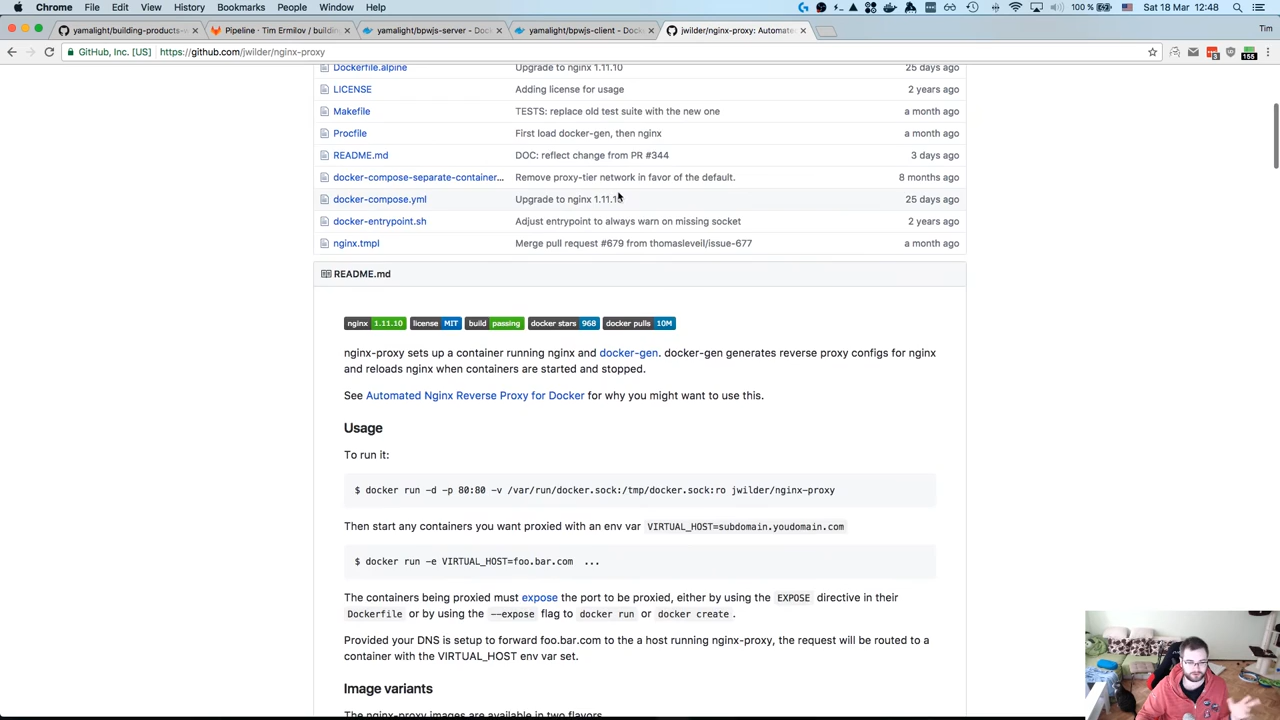 Chrome File Edit View History Bookmarks People Window Help 100 % Sat 18 Mar 12:48
yamalight/building-products-w × Pipeline · Tim Ermilov / building × yamalight/bpwjs-server - Dock × yamalight/bpwjs-client - Docke × jwilder/nginx-proxy: Automate × Tim
GitHub, Inc. [US] https://github.com/jwilder/nginx-proxy
Dockerfile.alpine Upgrade to nginx 1.11.10 25 days ago
LICENSE Adding license for usage 2 years ago
Makefile TESTS: replace old test suite with the new one a month ago
Procfile First load docker-gen, then nginx a month ago
README.md DOC: reflect change from PR #344 3 days ago
docker-compose-separate-container... Remove proxy-tier network in favor of the default. 8 months ago
docker-compose.yml Upgrade to nginx 1.11.10 25 days ago
docker-entrypoint.sh Adjust entrypoint to always warn on missing socket 2 years ago
nginx.tmpl Merge pull request #679 from thomasleveil/issue-677 a month ago
README.md
nginx 1.11.10 license MIT build passing docker stars 968 docker pulls 10M
nginx-proxy sets up a container running nginx and docker-gen. docker-gen generates reverse proxy configs for nginx
and reloads nginx when containers are started and stopped.
See Automated Nginx Reverse Proxy for Docker for why you might want to use this.
Usage
To run it:
$ docker run -d -p 80:80 -v /var/run/docker.sock:/tmp/docker.sock:ro jwilder/nginx-proxy
Then start any containers you want proxied with an env var VIRTUAL_HOST=subdomain.youdomain.com
$ docker run -e VIRTUAL_HOST=foo.bar.com ...
The containers being proxied must expose the port to be proxied, either by using the EXPOSE directive in their
Dockerfile or by using the --expose flag to docker run or docker create.
Provided your DNS is setup to forward foo.bar.com to the a host running nginx-proxy, the request will be routed to a
container with the VIRTUAL_HOST env var set.
Image variants
The nginx-proxy images are available in two flavors.